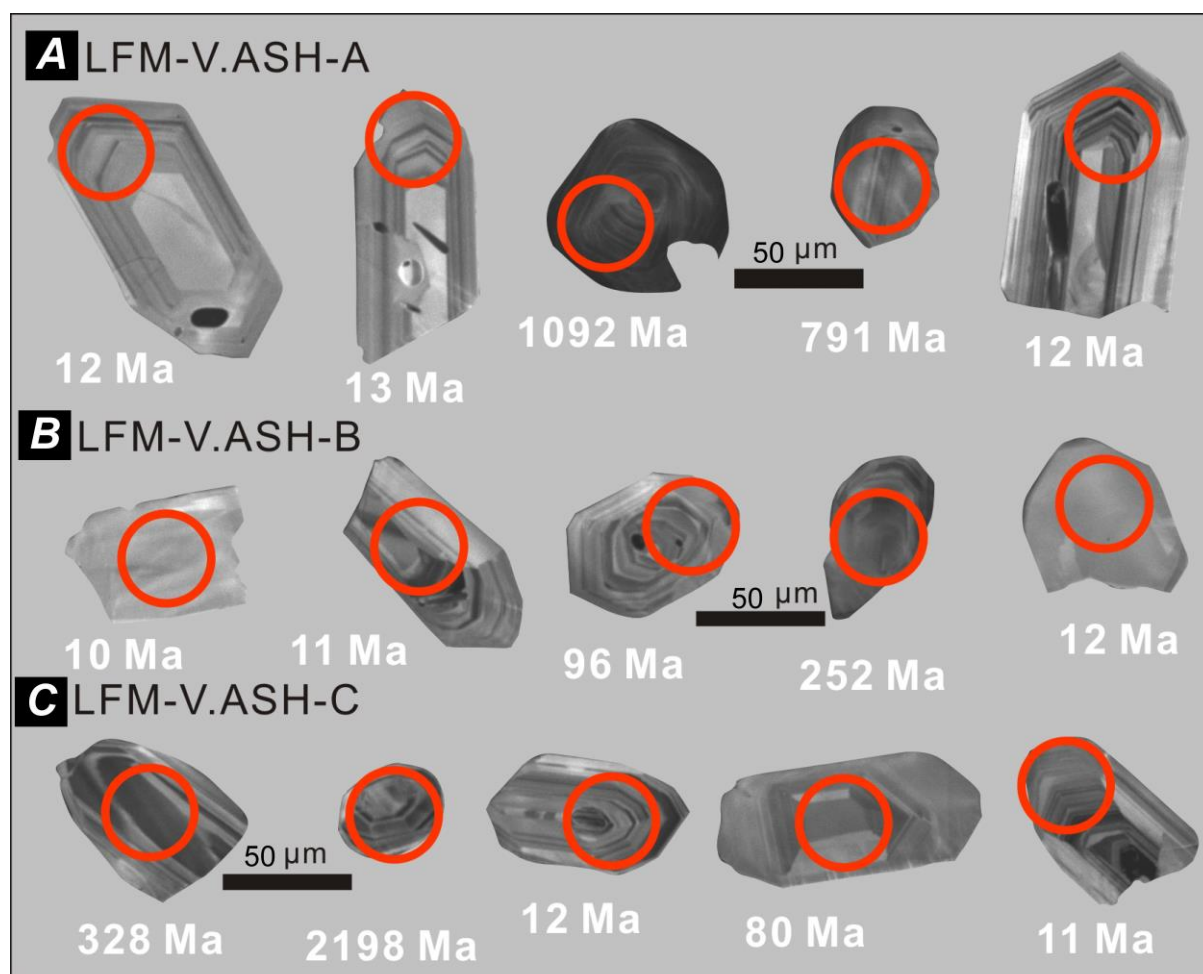 A LFM-V.ASH-A
50 µm
12 Ma 13 Ma 1092 Ma 791 Ma 12 Ma
B LFM-V.ASH-B
50 µm
10 Ma 11 Ma 96 Ma 252 Ma 12 Ma
C LFM-V.ASH-C
50 µm
328 Ma 2198 Ma 12 Ma 80 Ma 11 Ma